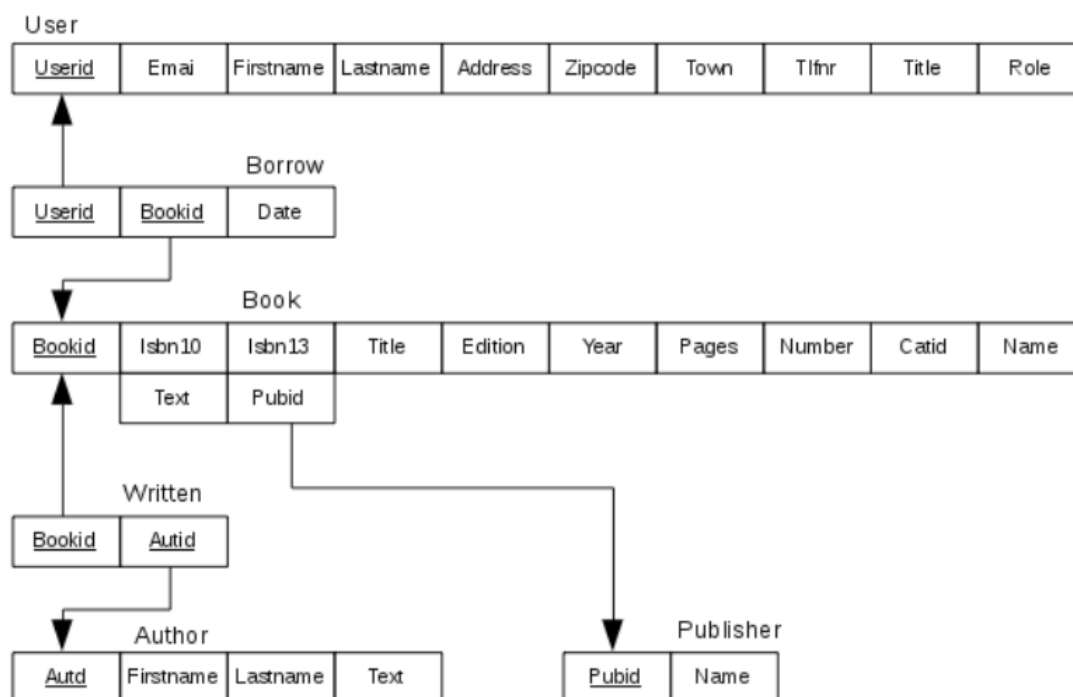 User
Userid Emai Firstname Lastname Address Zipcode Town Tlfnr Title Role
Borrow
Userid Bookid Date
Book
Bookid Isbn10 Isbn13 Title Edition Year Pages Number Catid Name
Text Pubid
Written
Bookid Autid
Author
Publisher
Autd Firstname Lastname Text
Pubid Name